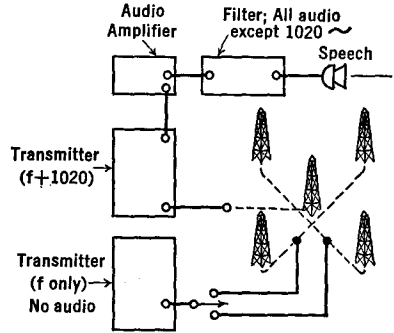 Audio
Amplifier
Filter; All audio
except 1020 ~
Speech
Transmitter
(f+1020)
Transmitter
(f only)
No audio